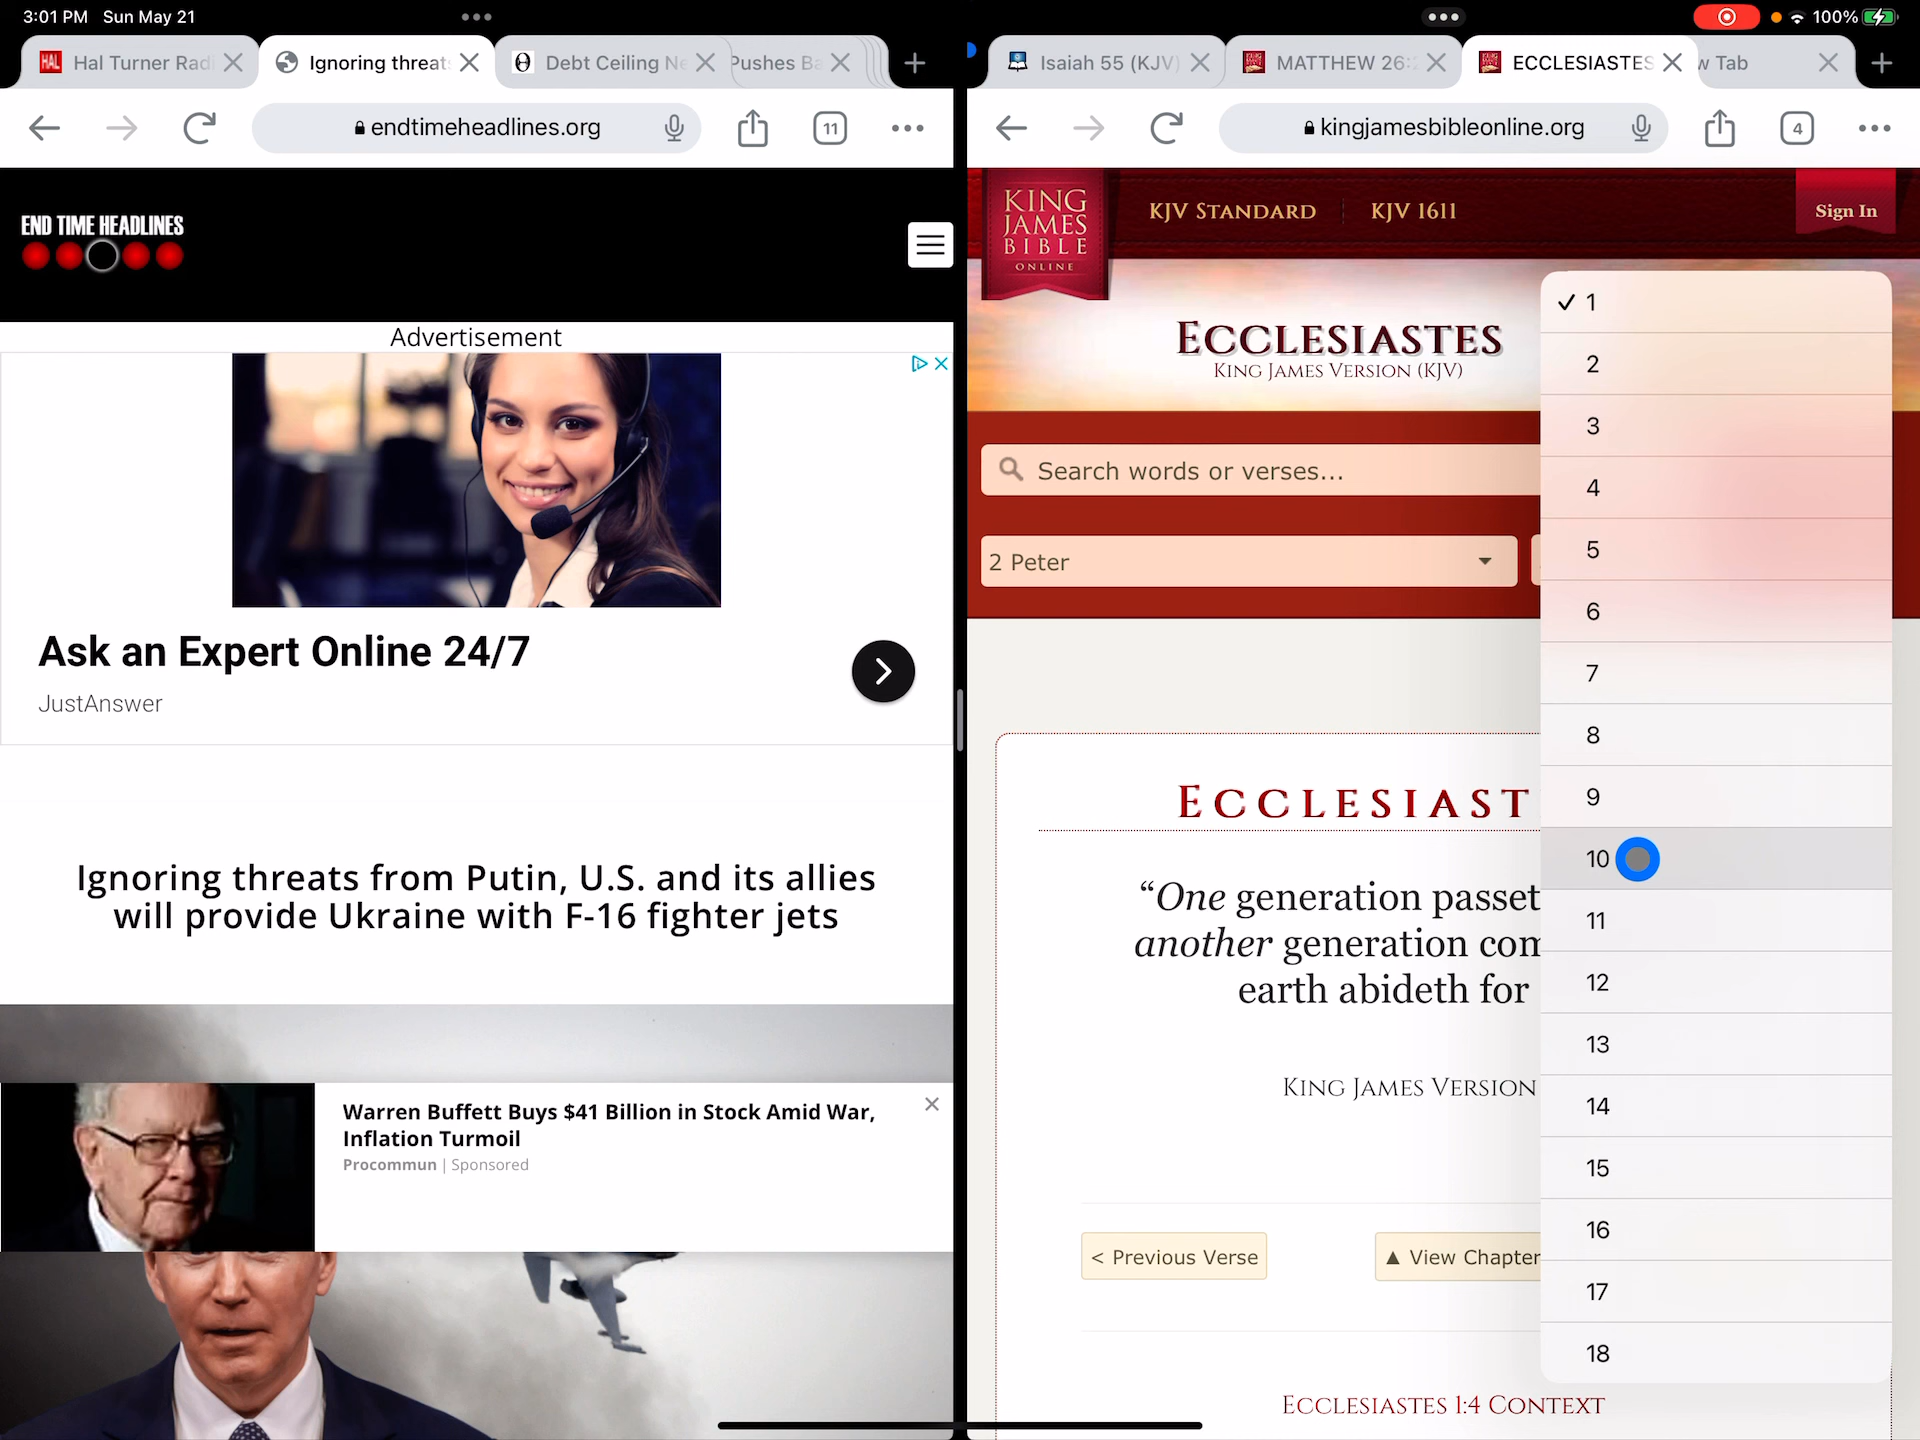 3:01 PM Sun May 21
100%
HAL Hal Turner Rad
Ignoring threat
Debt Ceiling Ne
Pushes Ba
endtimeheadlines.org
11
END TIME HEADLINES
Advertisement
Ask an Expert Online 24/7
JustAnswer
Ignoring threats from Putin, U.S. and its allies
will provide Ukraine with F-16 fighter jets
Warren Buffett Buys $41 Billion in Stock Amid War,
Inflation Turmoil
Procommun | Sponsored
Isaiah 55 (KJV)
MATTHEW 26:2
ECCLESIASTES
w Tab
kingjamesbibleonline.org
4
KING
JAMES
BIBLE
ONLINE
KJV STANDARD
KJV 1611
Sign In
ECCLESIASTES
KING JAMES VERSION (KJV)
Search words or verses...
2 Peter
ECCLESIAST
“One generation passet
another generation com
earth abideth for
KING JAMES VERSION
< Previous Verse
▲ View Chapter
ECCLESIASTES 1:4 CONTEXT
✓ 1
2
3
4
5
6
7
8
9
10
11
12
13
14
15
16
17
18